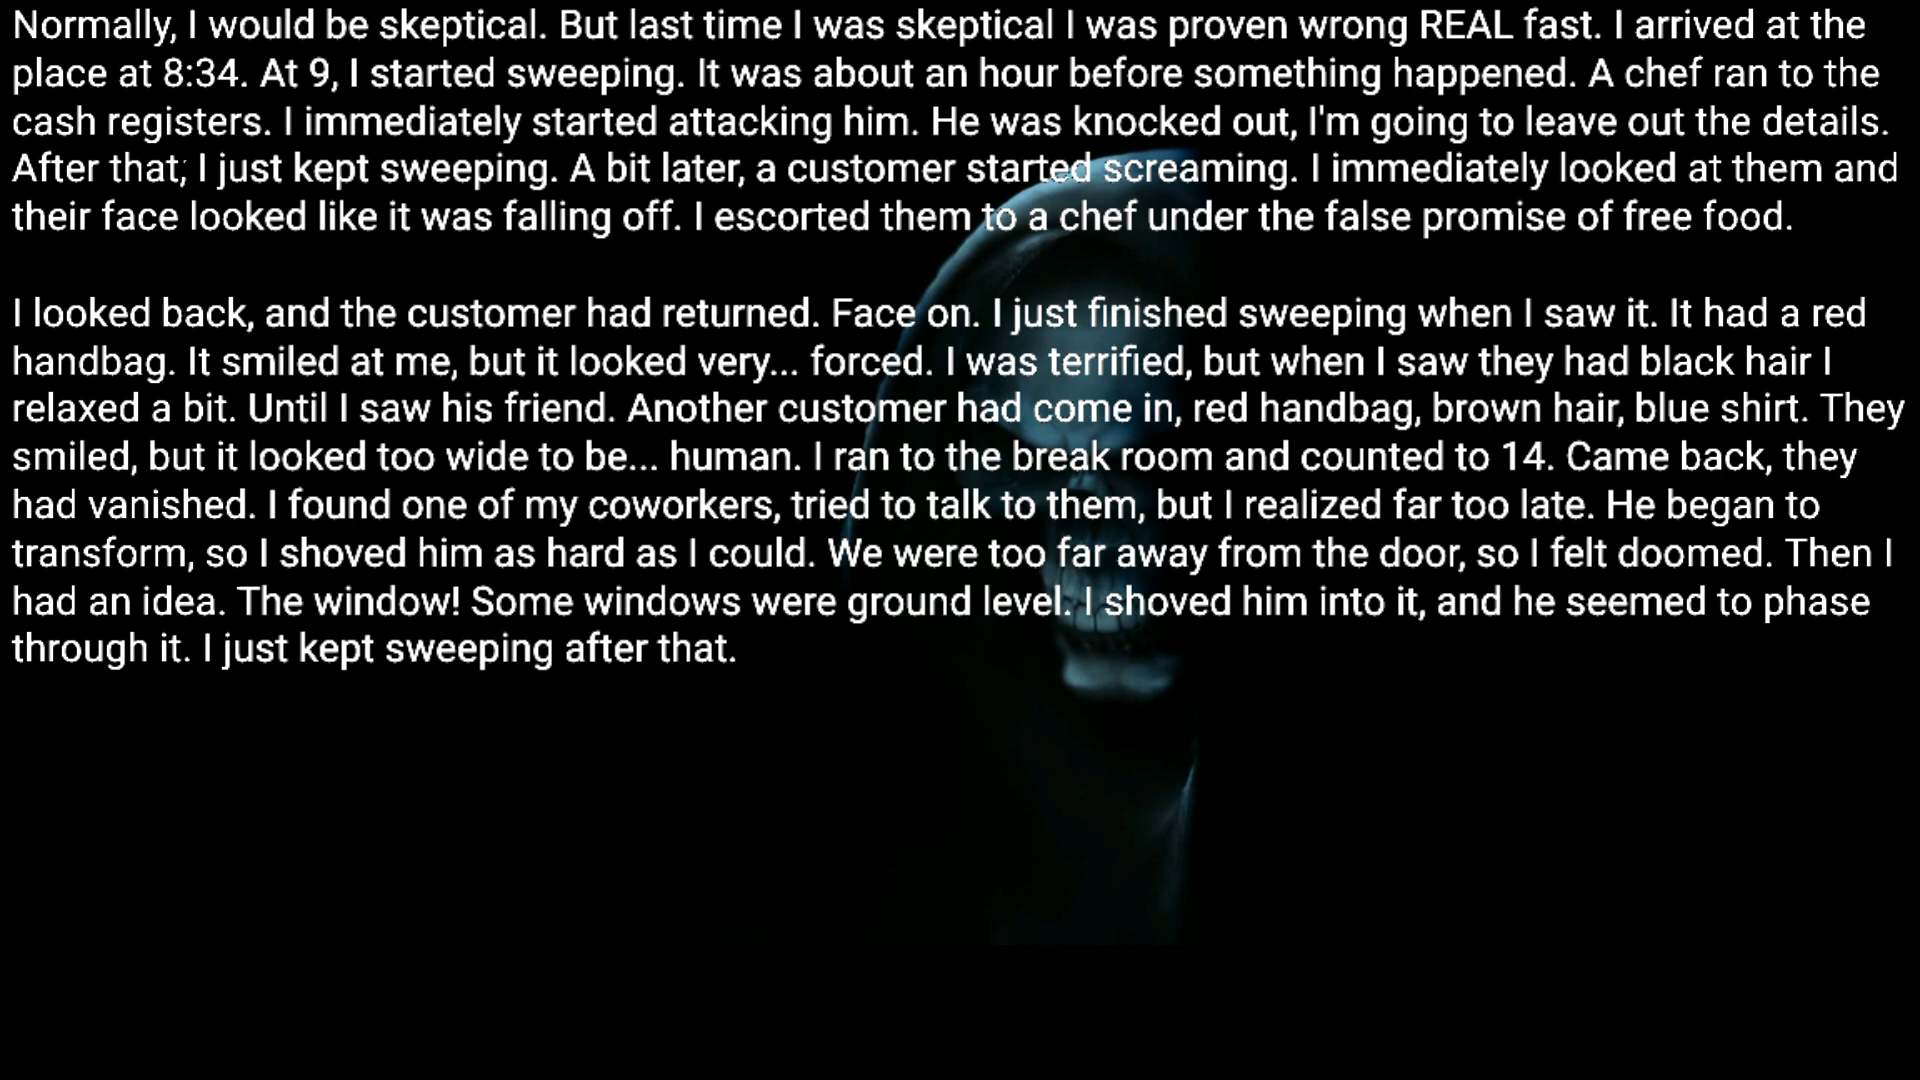 Normally, I would be skeptical. But last time I was skeptical I was proven wrong REAL fast. I arrived at the
place at 8:34. At 9, I started sweeping. It was about an hour before something happened. A chef ran to the
cash registers. I immediately started attacking him. He was knocked out, I'm going to leave out the details.
After that; I just kept sweeping. A bit later, a customer started screaming. I immediately looked at them and
their face looked like it was falling off. I escorted them to a chef under the false promise of free food.

I looked back, and the customer had returned. Face on. I just finished sweeping when I saw it. It had a red
handbag. It smiled at me, but it looked very... forced. I was terrified, but when I saw they had black hair I
relaxed a bit. Until I saw his friend. Another customer had come in, red handbag, brown hair, blue shirt. They
smiled, but it looked too wide to be... human. I ran to the break room and counted to 14. Came back, they
had vanished. I found one of my coworkers, tried to talk to them, but I realized far too late. He began to
transform, so I shoved him as hard as I could. We were too far away from the door, so I felt doomed. Then I
had an idea. The window! Some windows were ground level. I shoved him into it, and he seemed to phase
through it. I just kept sweeping after that.